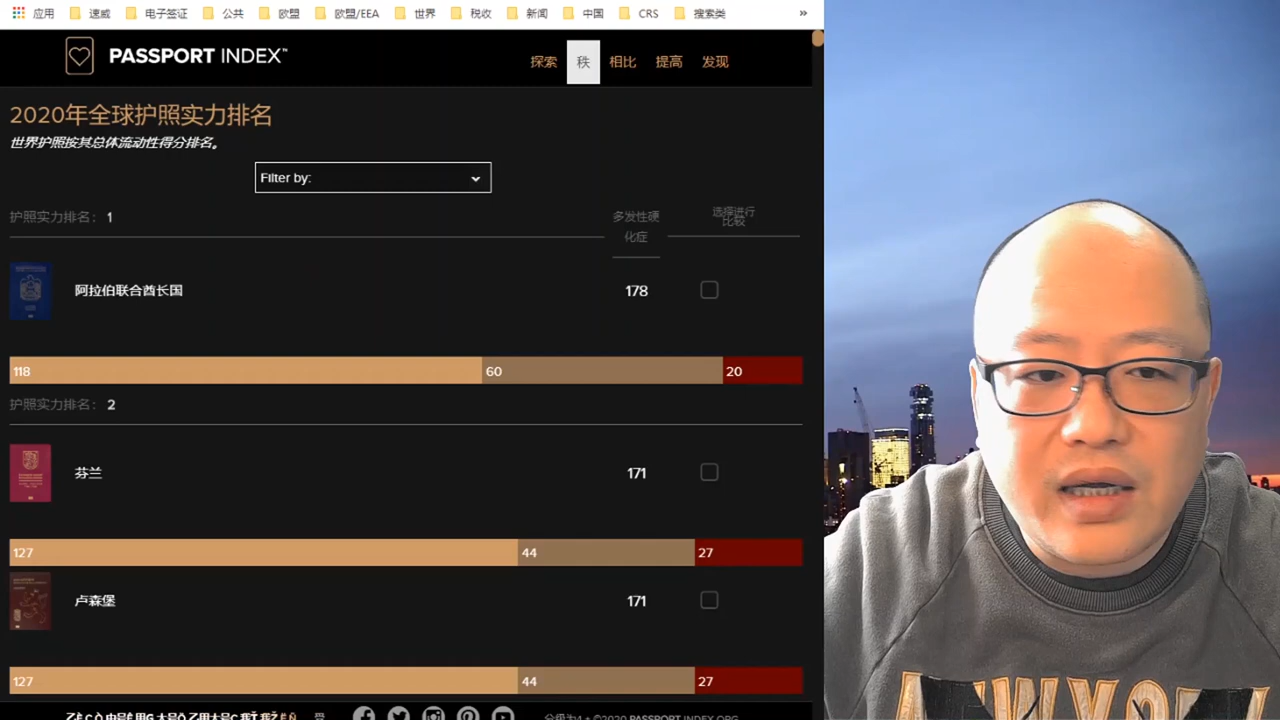 应用 速威 电子签证 公共 欧盟 欧盟/EEA 世界 税收 新闻 中国 CRS 搜索类 »
PASSPORT INDEX™
探索 秩 相比 提高 发现
2020年全球护照实力排名
世界护照按其总体流动性得分排名。
Filter by:
护照实力排名： 1
多发性硬
化症
选择进行
比较
阿拉伯联合酋长国 178
118 60 20
护照实力排名： 2
芬兰 171
127 44 27
卢森堡 171
127 44 27
©2020 PASSPORT INDEX.ORG